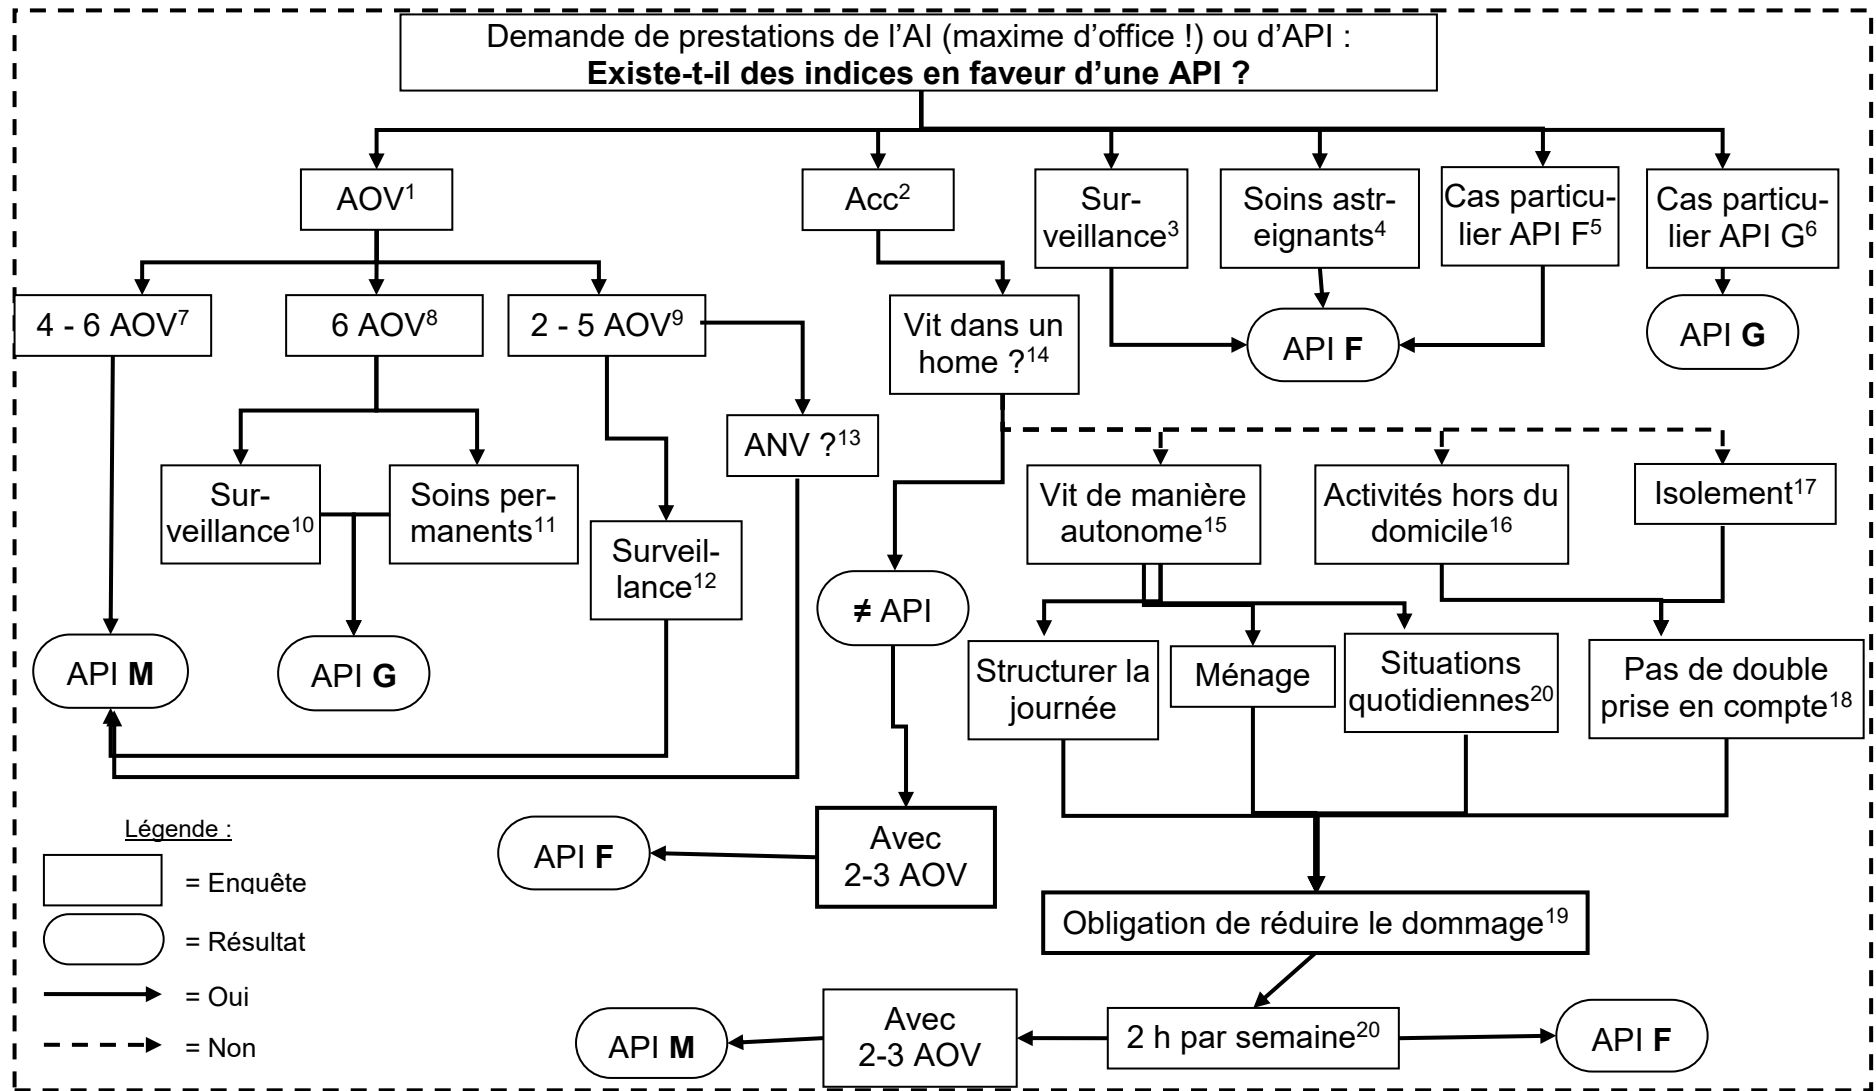 Demande de prestations de l'AI (maxime d'office !) ou d'API :
Existe-t-il des indices en faveur d'une API ?
AOV1
Acc2
Sur-
veillance3
Soins astr-
eignants4
Cas particu-
lier API F5
Cas particu-
lier API G6
4 - 6 AOV7
6 AOV8
2 - 5 AOV9
Vit dans un
home ?14
API F
API G
ANV ?13
Sur-
veillance10
Soins per-
manents11
Surveil-
lance12
Vit de manière
autonome15
Activités hors du
domicile16
Isolement17
≠ API
API M
API G
Structurer la
journée
Ménage
Situations
quotidiennes20
Pas de double
prise en compte18
Légende :
= Enquête
= Résultat
= Oui
= Non
API F
Avec
2-3 AOV
Obligation de réduire le dommage19
API M
Avec
2-3 AOV
2 h par semaine20
API F